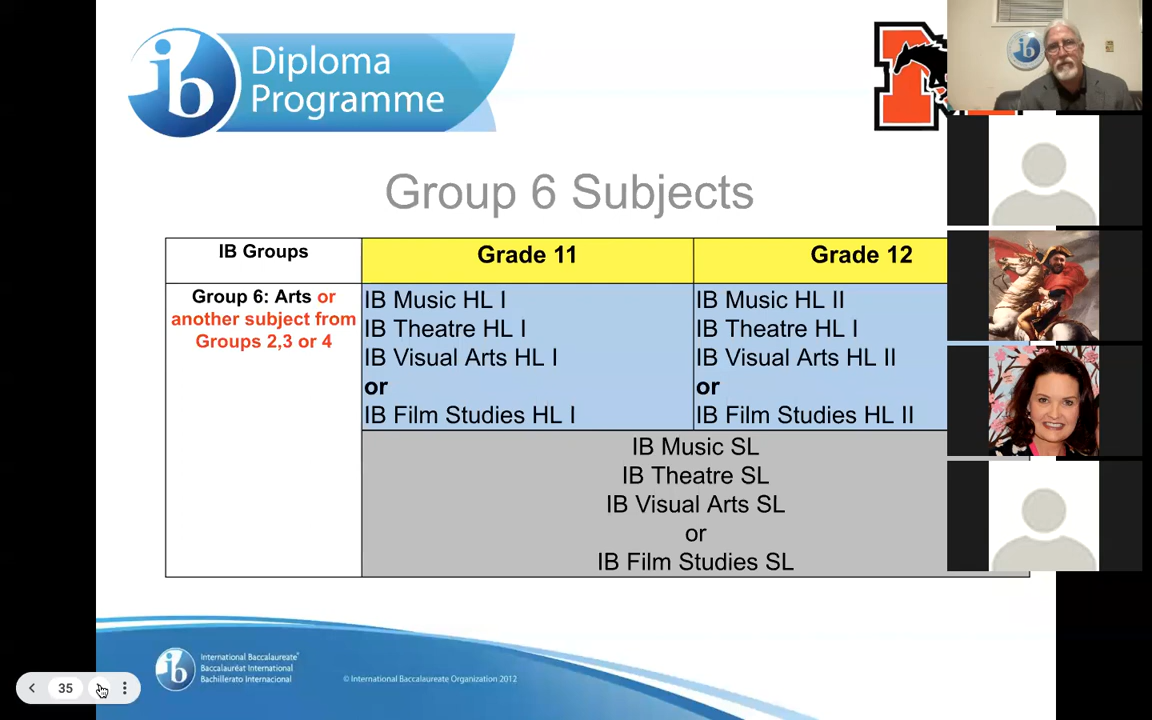 ib
Diploma
Programme
Group 6 Subjects
IB Groups
Grade 11
Grade 12
Group 6: Arts or
another subject from
Groups 2,3 or 4
IB Music HL I
IB Theatre HL I
IB Visual Arts HL I
or
IB Film Studies HL I
IB Music HL II
IB Theatre HL I
IB Visual Arts HL II
or
IB Film Studies HL II
IB Music SL
IB Theatre SL
IB Visual Arts SL
or
IB Film Studies SL
ib
International Baccalaureate®
Baccalauréat International
Bachillerato Internacional
© International Baccalaureate Organization 2012
35